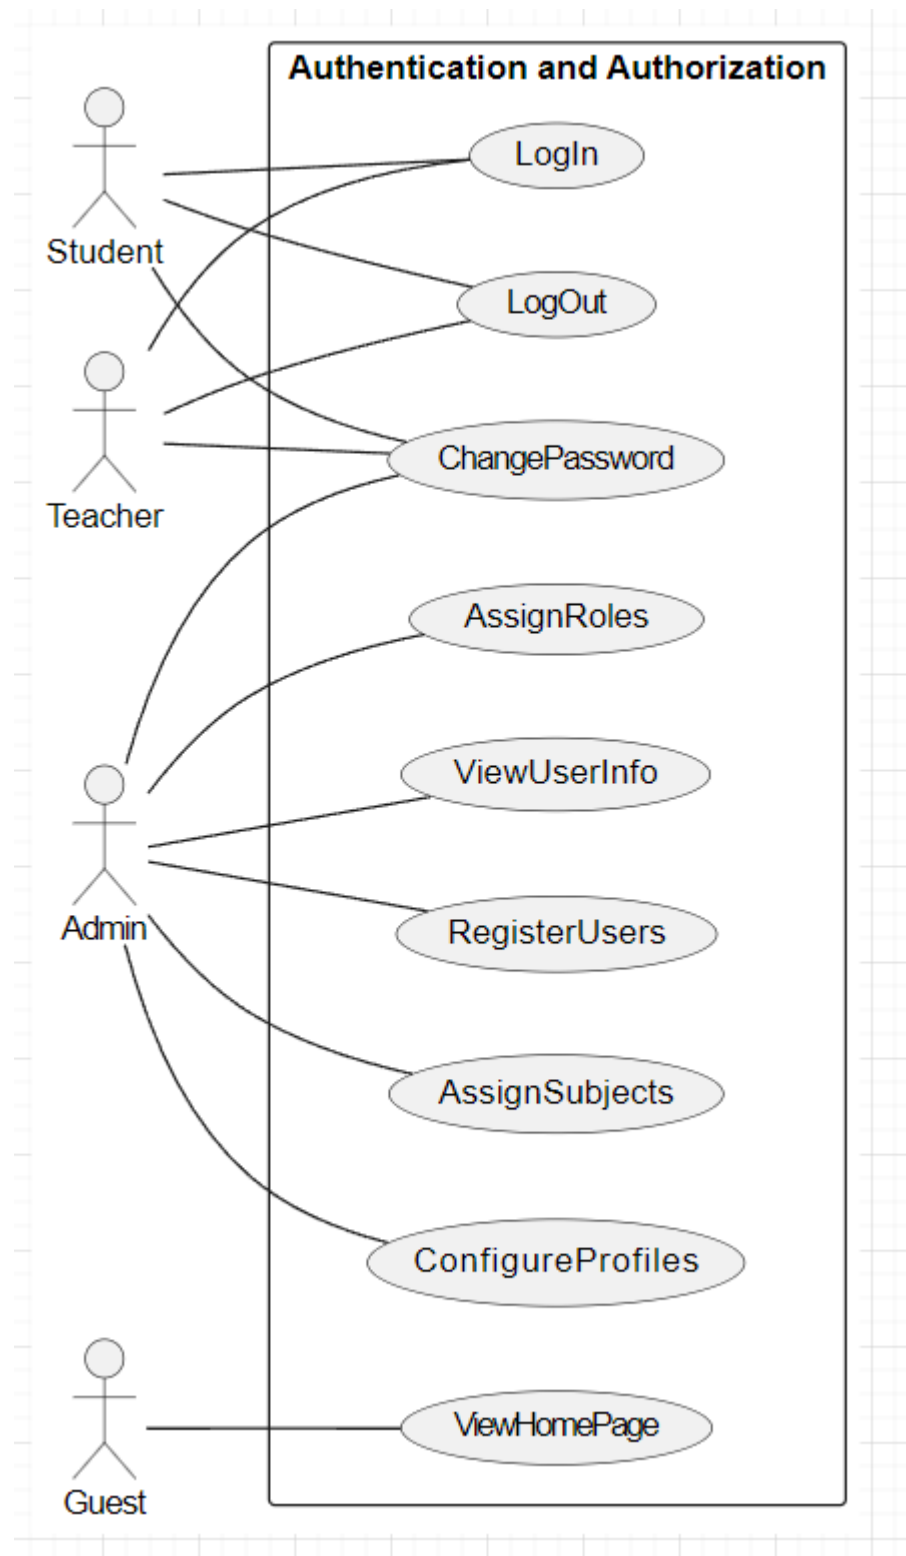 Authentication and Authorization
LogIn
Student
LogOut
ChangePassword
Teacher
AssignRoles
ViewUserInfo
Admin
RegisterUsers
AssignSubjects
ConfigureProfiles
ViewHomePage
Guest